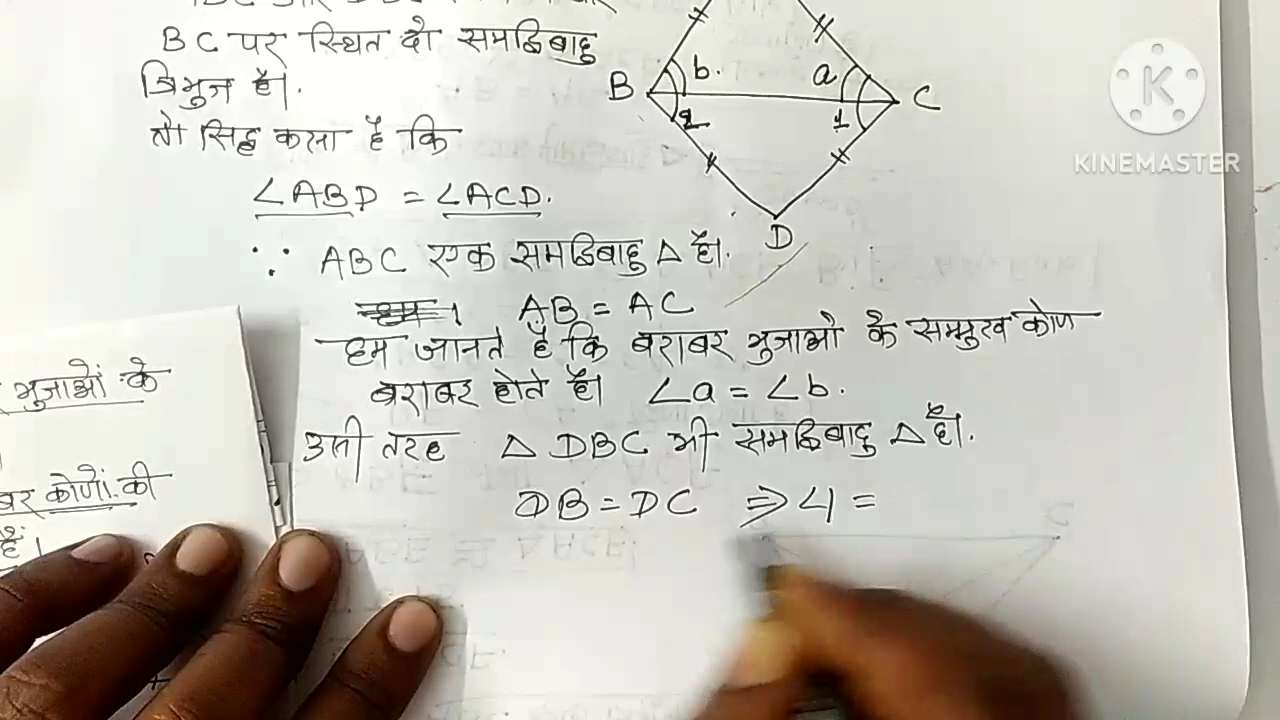 BC पर स्थित दो समद्विबाहु
त्रिभुज है।
तो सिद्ध करना है कि
∠ABD = ∠ACD.
∵ ABC एक समद्विबाहु Δ है।
AB = AC
हम जानते हैं कि बराबर भुजाओ के सम्मुख कोण
बराबर होते है। ∠a = ∠b.
उसी तरह Δ DBC भी समद्विबाहु Δ है।
DB = DC ⇒ ∠1 =
b.
a
B
C
2
1
D
K
KINEMASTER
भुजाओं के
कोणों की
हैं।